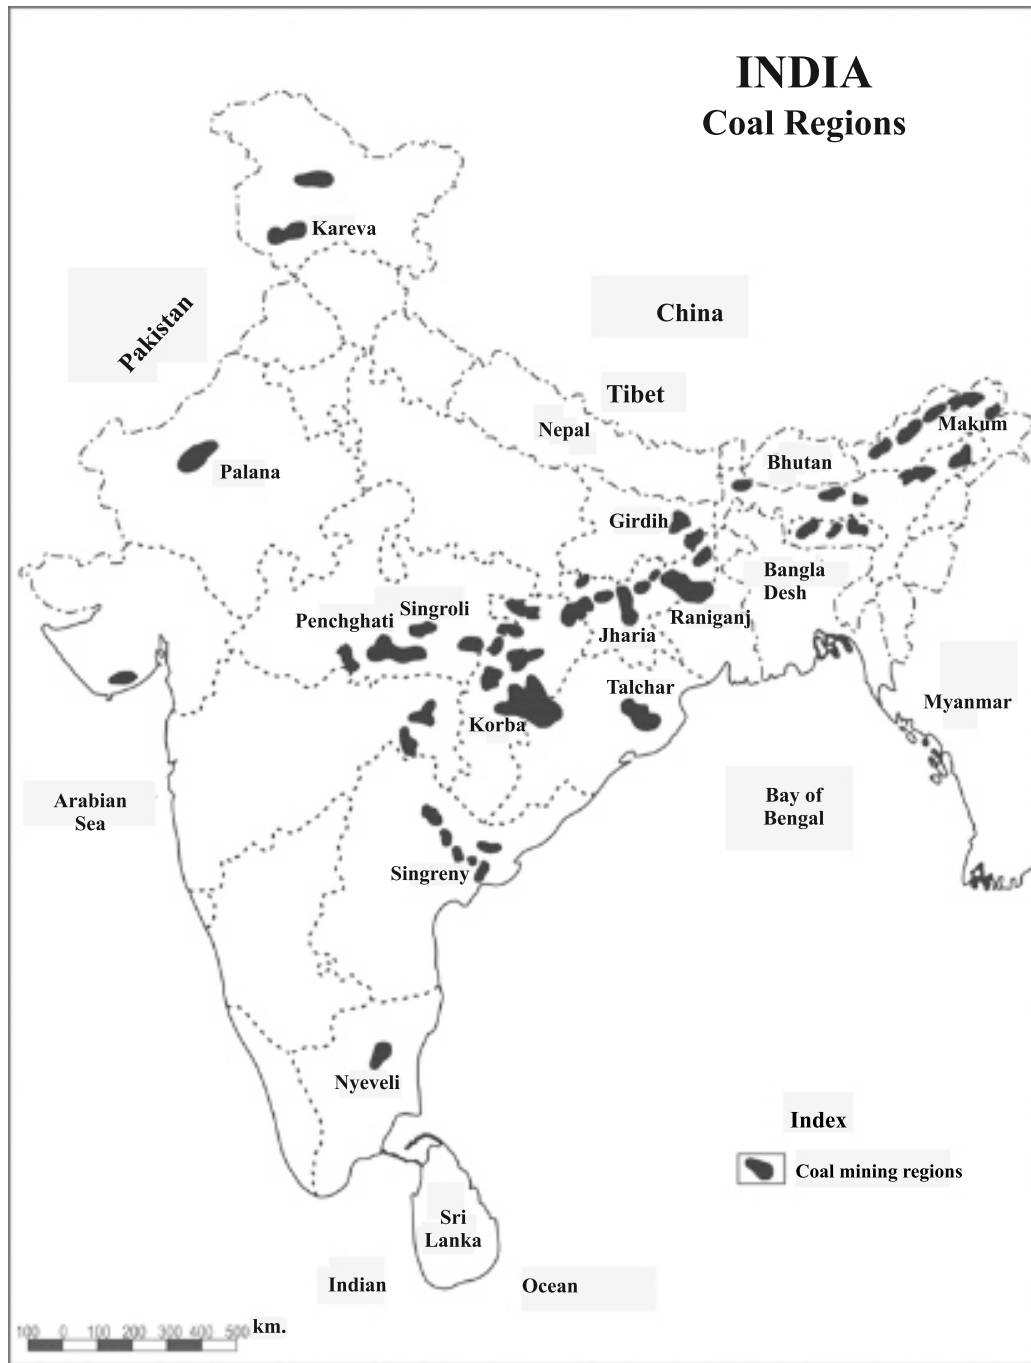 INDIA
Coal Regions
Kareva
Pakistan
China
Tibet
Nepal
Makum
Bhutan
Palana
Girdih
Bangla
Desh
Singroli
Penchghati
Raniganj
Jharia
Talchar
Korba
Myanmar
Arabian
Sea
Bay of
Bengal
Singreny
Nyeveli
Index
Coal mining regions
Sri
Lanka
Indian Ocean
100 0 100 200 300 400 500 km.